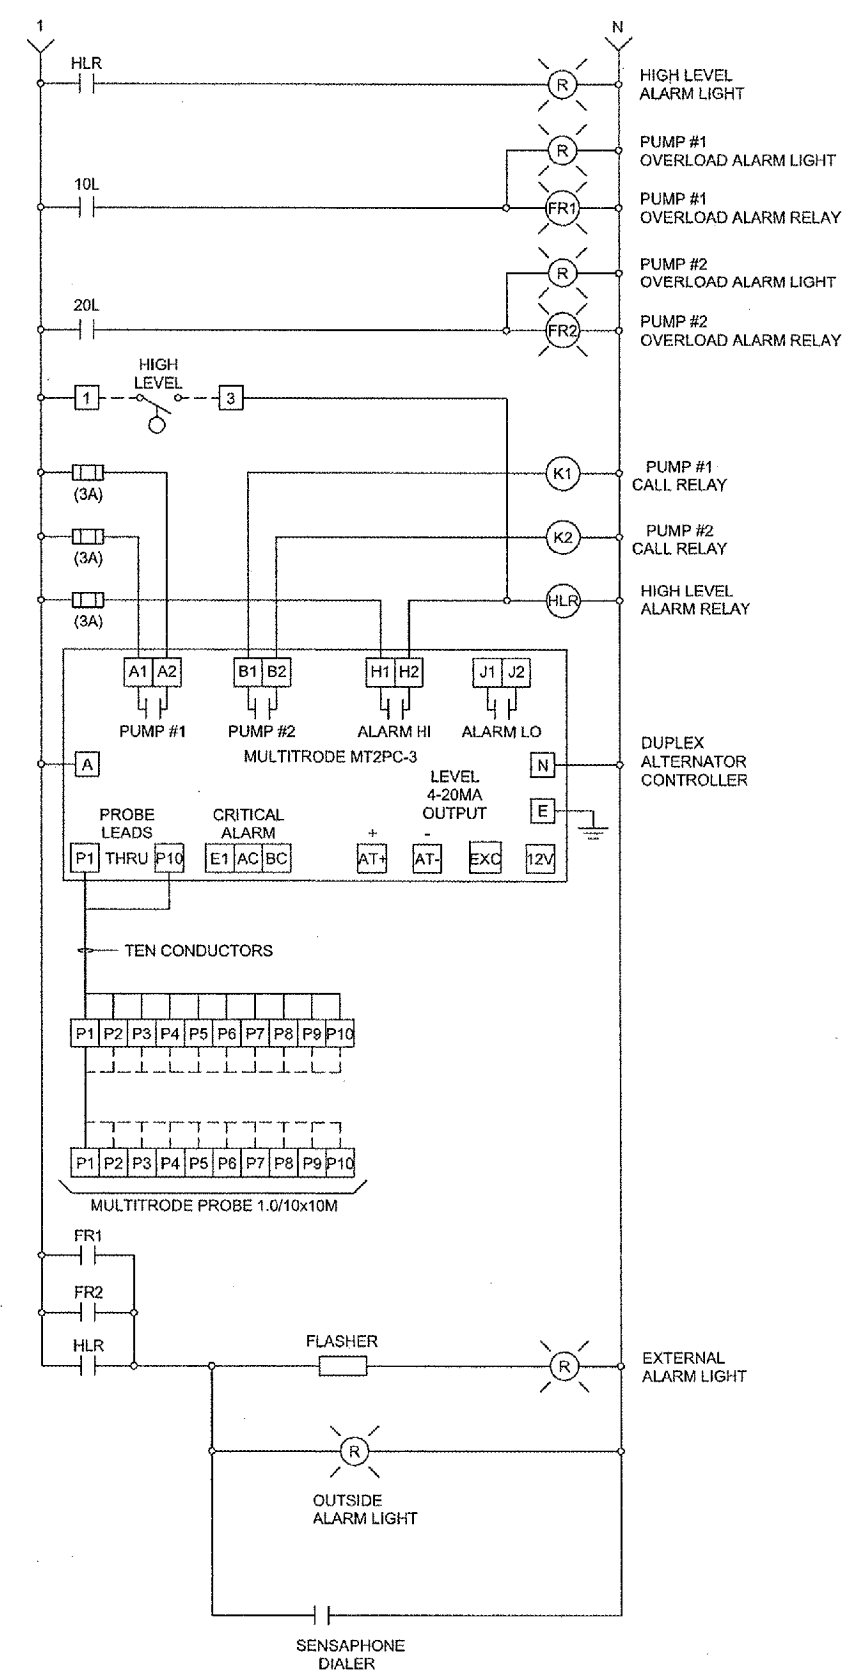 1
N
HLR
R
HIGH LEVEL
ALARM LIGHT
R
PUMP #1
OVERLOAD ALARM LIGHT
10L
FR1
PUMP #1
OVERLOAD ALARM RELAY
R
PUMP #2
OVERLOAD ALARM LIGHT
20L
FR2
PUMP #2
OVERLOAD ALARM RELAY
HIGH
LEVEL
1
3
(3A)
K1
PUMP #1
CALL RELAY
(3A)
K2
PUMP #2
CALL RELAY
(3A)
HLR
HIGH LEVEL
ALARM RELAY
A1 A2
B1 B2
H1 H2
J1 J2
PUMP #1
PUMP #2
ALARM HI
ALARM LO
MULTITRODE MT2PC-3
A
N
DUPLEX
ALTERNATOR
CONTROLLER
LEVEL
4-20MA
OUTPUT
E
PROBE
LEADS
CRITICAL
ALARM
+
-
P1 THRU P10
E1 AC BC
AT+
AT-
EXC
12V
TEN CONDUCTORS
P1 P2 P3 P4 P5 P6 P7 P8 P9 P10
P1 P2 P3 P4 P5 P6 P7 P8 P9 P10
MULTITRODE PROBE 1.0/10x10M
FR1
FR2
HLR
FLASHER
R
EXTERNAL
ALARM LIGHT
R
OUTSIDE
ALARM LIGHT
SENSAPHONE
DIALER